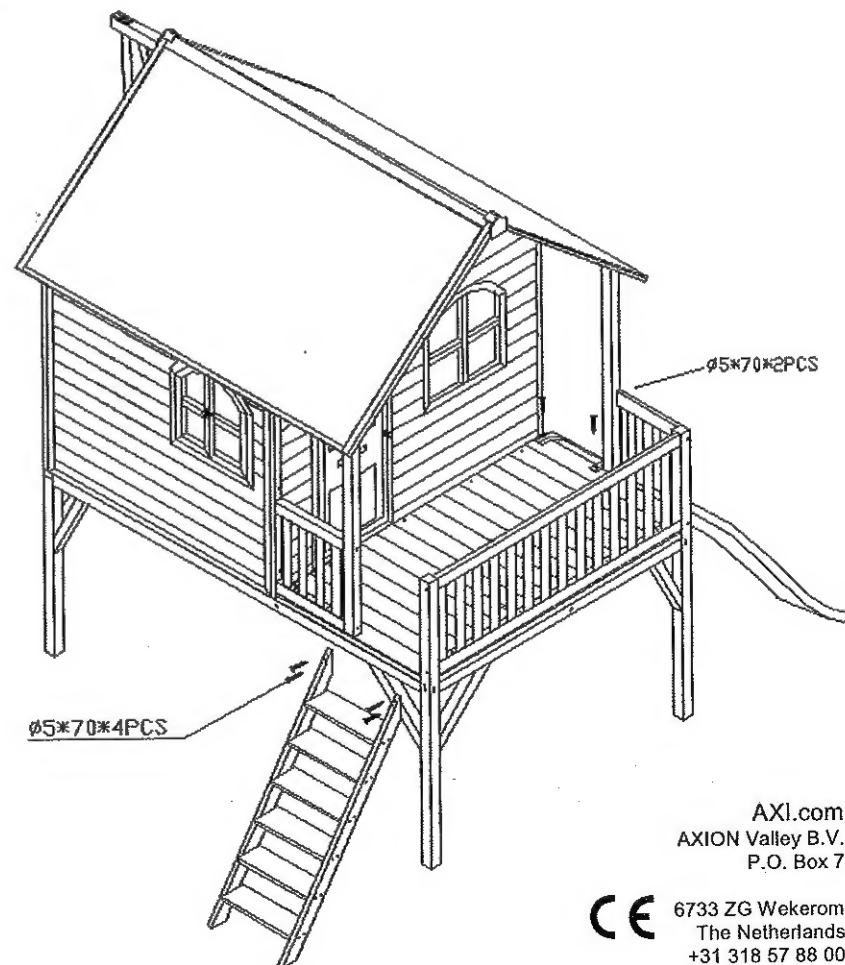 ø5*70*2PCS
ø5*70*4PCS
AXI.com
AXION Valley B.V.
P.O. Box 7
CE
6733 ZG Wekerom
The Netherlands
+31 318 57 88 00